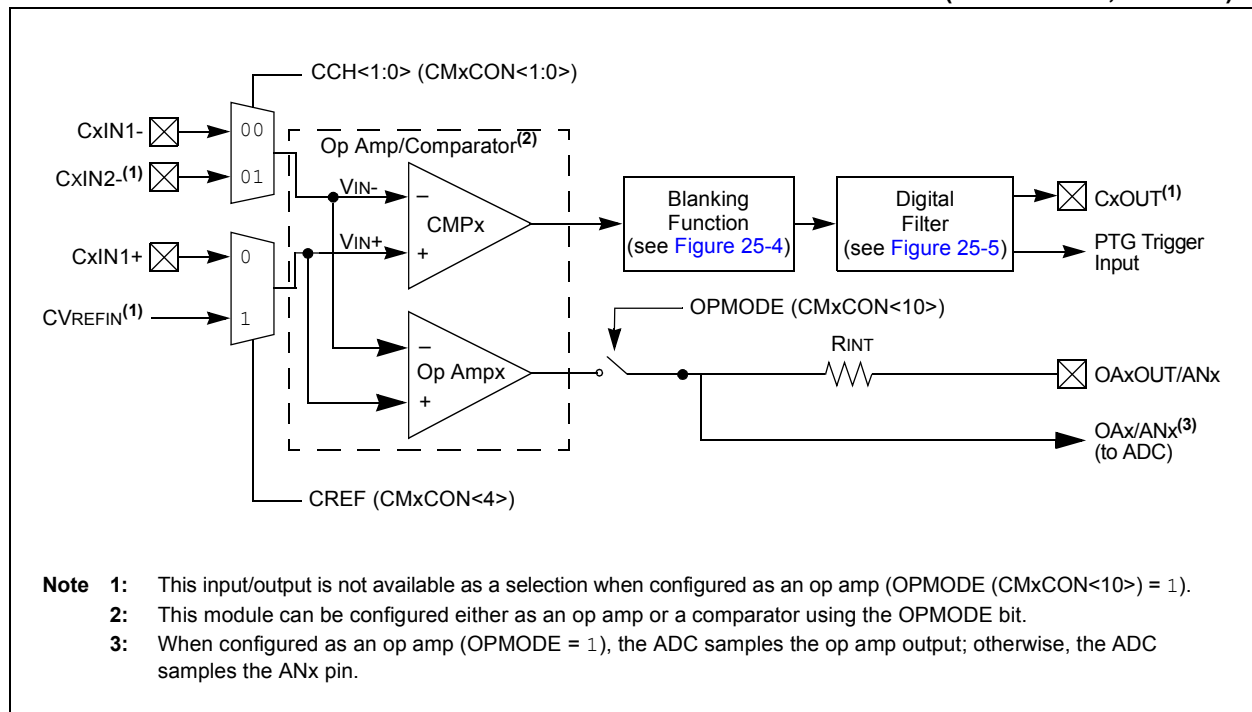 CCH<1:0> (CMxCON<1:0>)
CxIN1-
00
Op Amp/Comparator(2)
CxIN2-(1)
01
VIN-
–
CMPx
Blanking
Function
(see Figure 25-4)
Digital
Filter
(see Figure 25-5)
CxOUT(1)
CxIN1+
0
VIN+
+
PTG Trigger
Input
CVREFIN(1)
1
OPMODE (CMxCON<10>)
–
Op Ampx
+
RINT
OAxOUT/ANx
OAx/ANx(3)
(to ADC)
CREF (CMxCON<4>)
Note 1: This input/output is not available as a selection when configured as an op amp (OPMODE (CMxCON<10>) = 1).
2: This module can be configured either as an op amp or a comparator using the OPMODE bit.
3: When configured as an op amp (OPMODE = 1), the ADC samples the op amp output; otherwise, the ADC
samples the ANx pin.